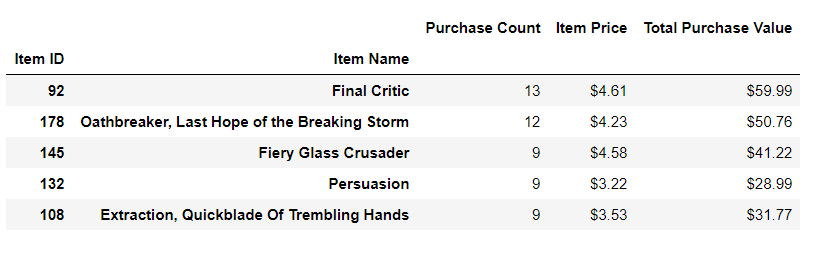 Purchase Count Item Price Total Purchase Value
Item ID Item Name
92 Final Critic 13 $4.61 $59.99
178 Oathbreaker, Last Hope of the Breaking Storm 12 $4.23 $50.76
145 Fiery Glass Crusader 9 $4.58 $41.22
132 Persuasion 9 $3.22 $28.99
108 Extraction, Quickblade Of Trembling Hands 9 $3.53 $31.77